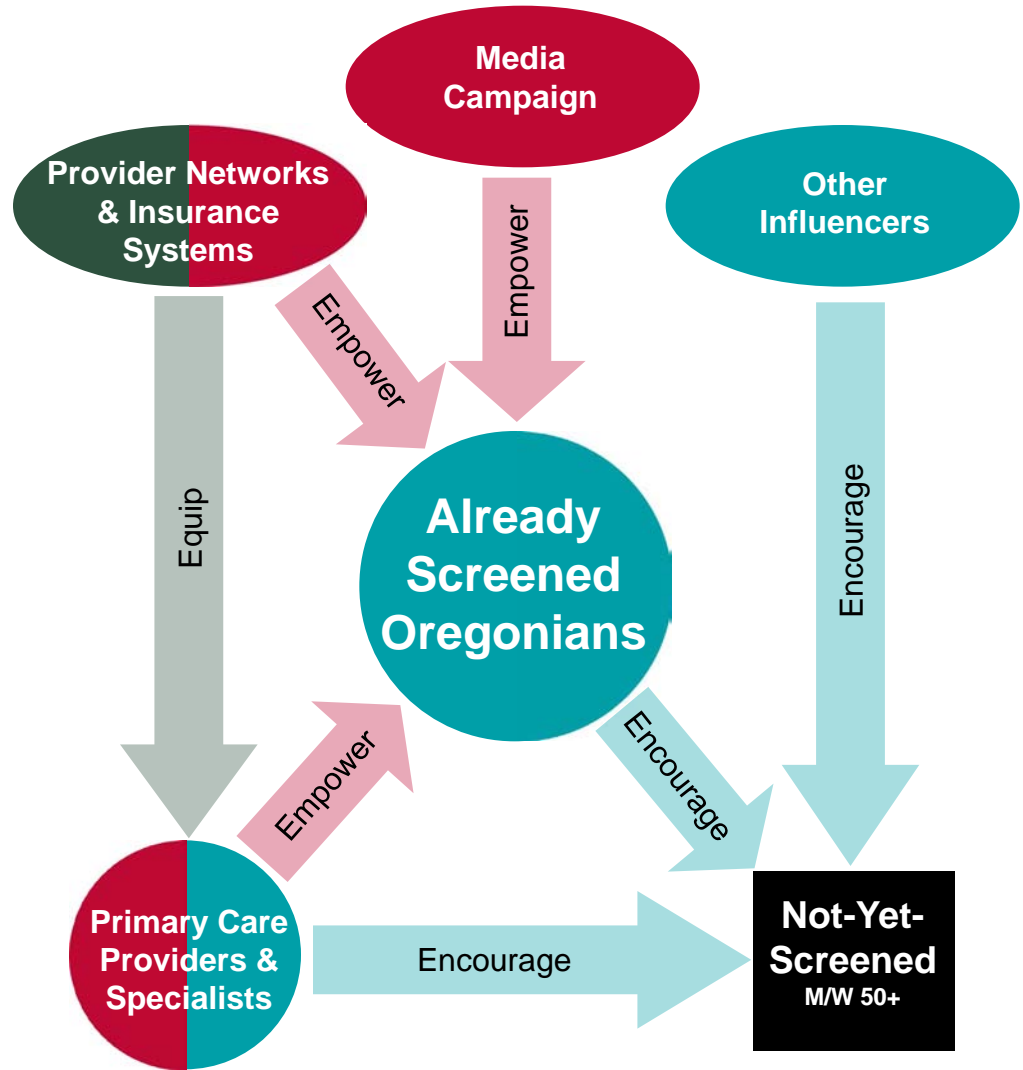 Media
Campaign
Provider Networks
& Insurance
Systems
Other
Influencers
Empower
Empower
Equip
Encourage
Already
Screened
Oregonians
Empower
Encourage
Primary Care
Providers &
Specialists
Encourage
Not-Yet-
Screened
M/W 50+